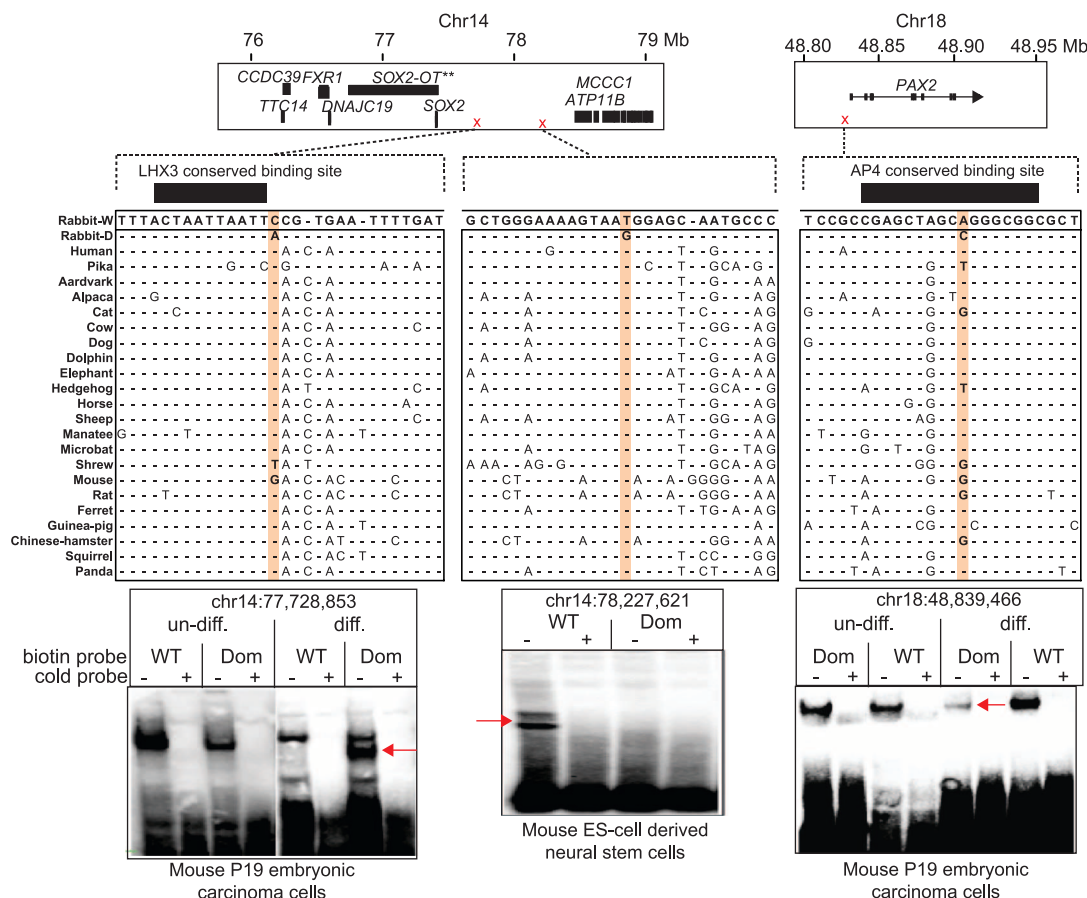 Chr14
Chr18
76 77 78 79 Mb
48.80 48.85 48.90 48.95 Mb
CCDC39 FXR1 SOX2-OT** MCCC1
TTC14 DNAJC19 SOX2 ATP11B
PAX2
x x x
LHX3 conserved binding site
AP4 conserved binding site
Rabbit-W TTTACTAATTAATTCCG-TGAA-TTTTGAT GCTGGGAAAAGTAATGGAGC-AATGCCC TCCGCCGAGCTAGCAGGGCGGCGCT
Rabbit-D A G C
Human A C A G T G A
Pika G C G A A C T G C A G G T
Aardvark A C A T G A A G
Alpaca G A C A A A T G A G A G T
Cat C A C A A T C A G G A G G
Cow A C A C A A T G G A G G
Dog A C A T C A G G G
Dolphin A C A A A T G A G G
Elephant A C A A A T G A A G
Hedgehog A T C A T G C A G A G T
Horse A C A A T G A G G G
Sheep A C A C A A A T G G A G A G
Manatee G T A C A T T G A A T G G
Microbat A C A A T G T A G G T G
Shrew T A T A A A A G G T G C A A G G G G
Mouse G A C A C C C T A A A G G G G A A T A G G
Rat T A C A C C C T A A A G G G A A A G G T
Ferret A C A A T T G A A G T A G
Guinea-pig A C A T A A A C G C C
Chinese-hamster A C A T C C T A A G G A A A G G
Squirrel A C A C T T C C G G A G
Panda A C A A T C T A G T A G T
chr14:77,728,853
un-diff. diff.
biotin probe WT Dom WT Dom
cold probe - + - + - + - +
Mouse P19 embryonic
carcinoma cells
chr14:78,227,621
WT Dom
- + - +
Mouse ES-cell derived
neural stem cells
chr18:48,839,466
un-diff. diff.
Dom WT Dom WT
- + - + - + - +
Mouse P19 embryonic
carcinoma cells